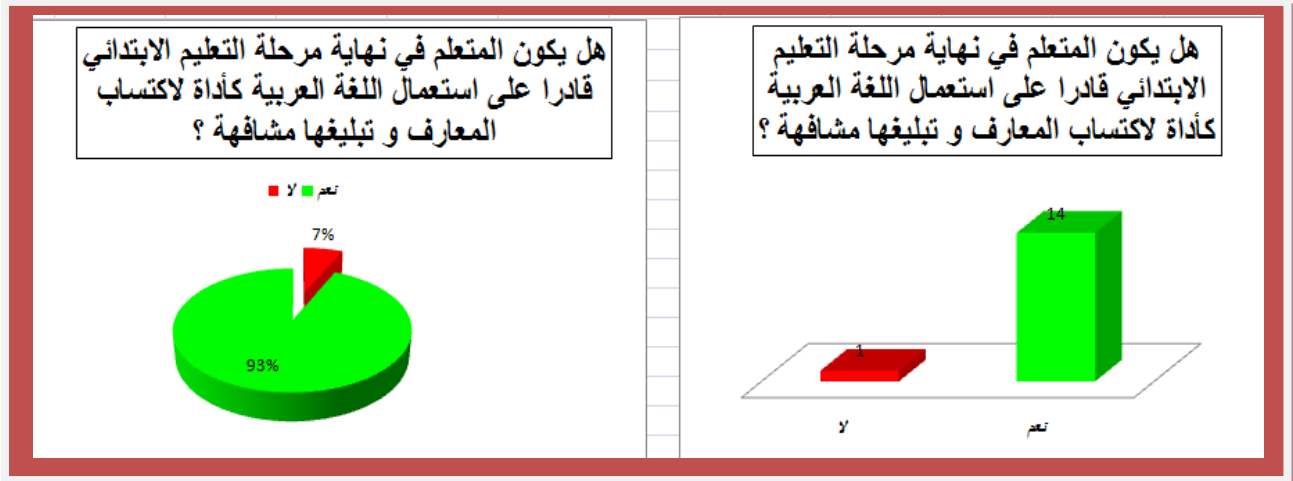 هل يكون المتعلم في نهاية مرحلة التعليم
الابتدائي قادرا على استعمال اللغة العربية
كأداة لاكتساب المعارف و تبليغها مشافهة ؟
14
1
نعم
لا
هل يكون المتعلم في نهاية مرحلة التعليم الابتدائي
قادرا على استعمال اللغة العربية كأداة لاكتساب
المعارف و تبليغها مشافهة ؟
نعم لا
7%
93%